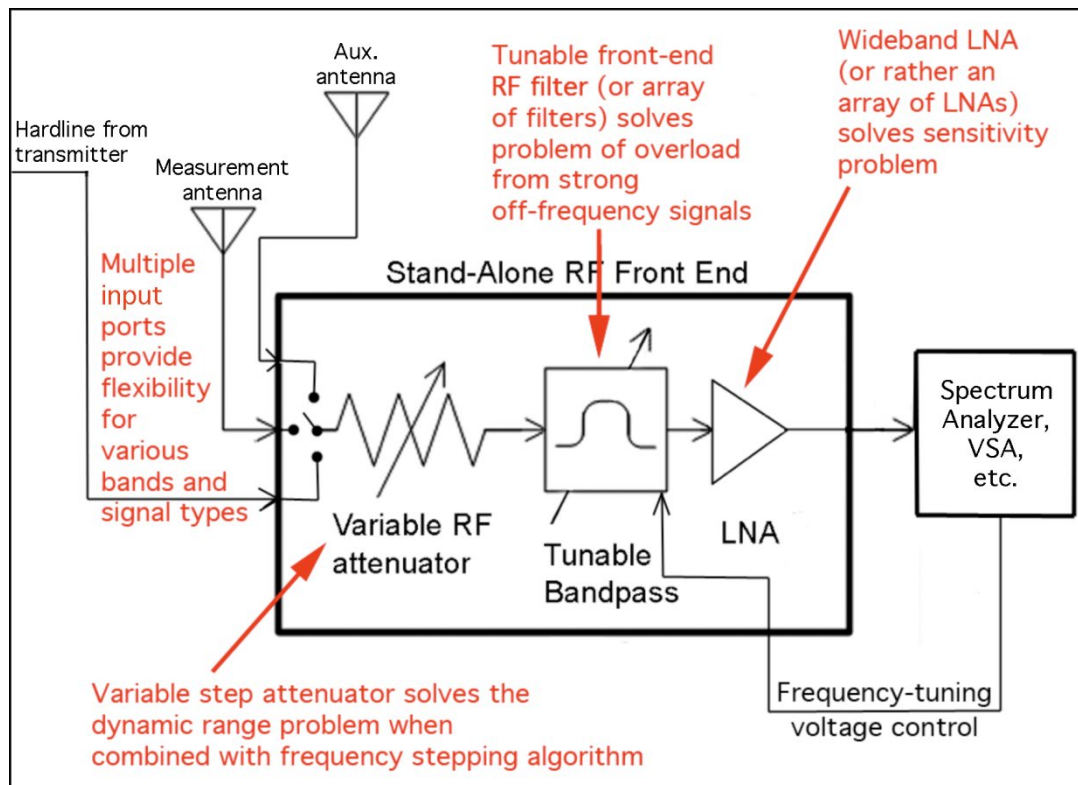 Aux.
antenna
Hardline from
transmitter
Measurement
antenna
Tunable front-end
RF filter (or array
of filters) solves
problem of overload
from strong
off-frequency signals
Wideband LNA
(or rather an
array of LNAs)
solves sensitivity
problem
Multiple
input
ports
provide
flexibility
for
various
bands and
signal types
Stand-Alone RF Front End
Variable RF
attenuator
Tunable
Bandpass
LNA
Spectrum
Analyzer,
VSA,
etc.
Variable step attenuator solves the
dynamic range problem when
combined with frequency stepping algorithm
Frequency-tuning
voltage control